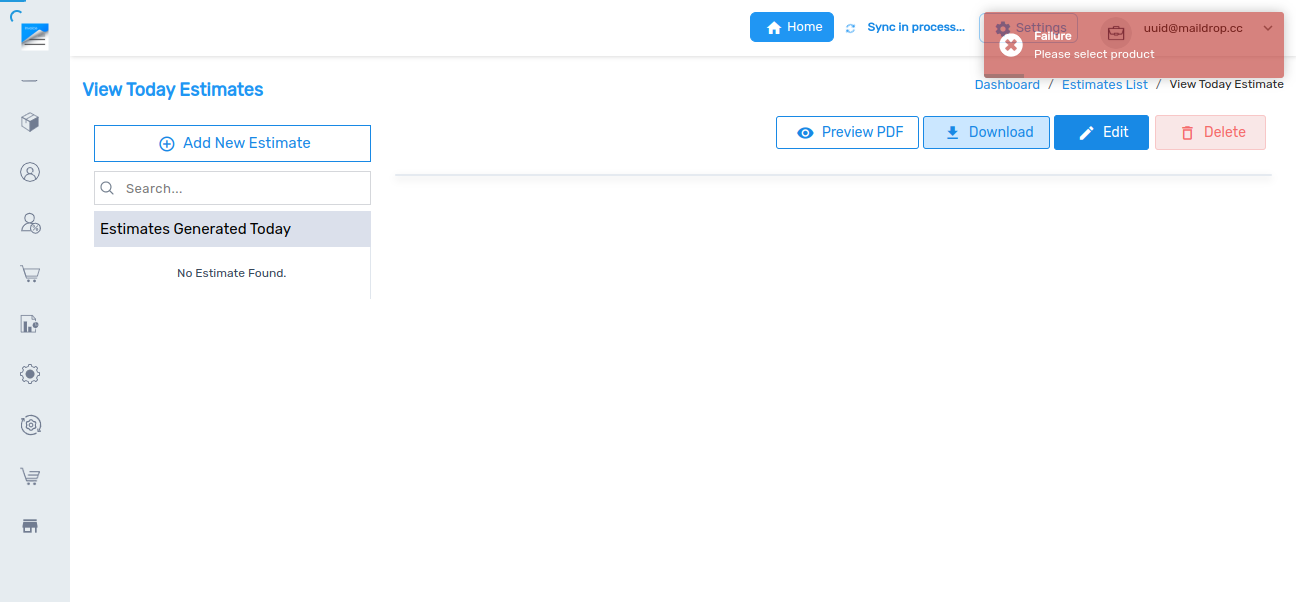 Home
Sync in process...
Settings
uuid@maildrop.cc
Failure
Please select product
View Today Estimates
Dashboard / Estimates List / View Today Estimate
Add New Estimate
Preview PDF
Download
Edit
Delete
Search...
Estimates Generated Today
No Estimate Found.